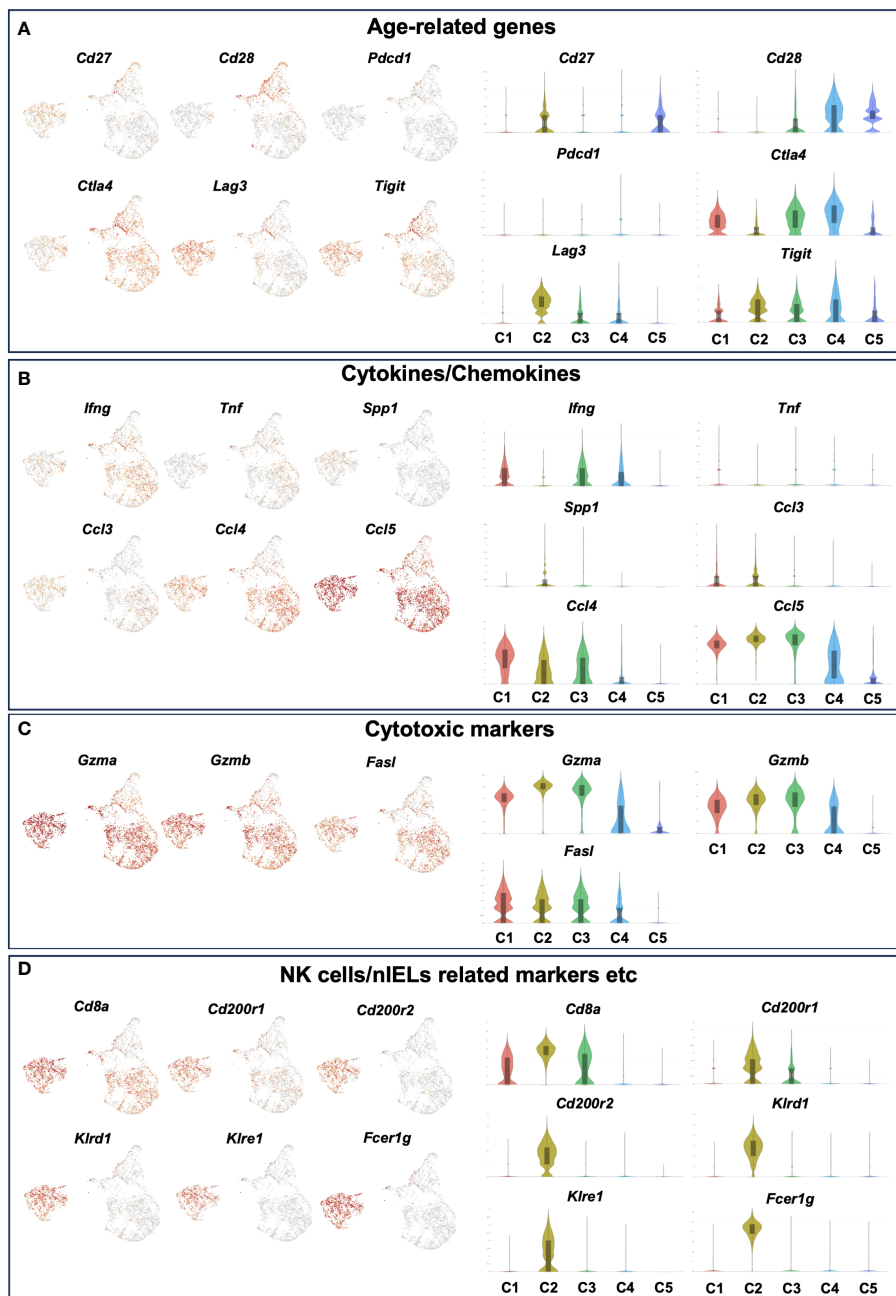 A
Age-related genes
Cd27 Cd28 Pdcd1 Cd27 Cd28
Pdcd1 Ctla4
Ctla4 Lag3 Tigit
Lag3 Tigit
C1 C2 C3 C4 C5 C1 C2 C3 C4 C5
B
Cytokines/Chemokines
Ifng Tnf Spp1 Ifng Tnf
Spp1 Ccl3
Ccl3 Ccl4 Ccl5
Ccl4 Ccl5
C1 C2 C3 C4 C5 C1 C2 C3 C4 C5
C
Cytotoxic markers
Gzma Gzmb Fasl Gzma Gzmb
C1 C2 C3 C4 C5
Fasl
C1 C2 C3 C4 C5
D
NK cells/nIELs related markers etc
Cd8a Cd200r1 Cd200r2 Cd8a Cd200r1
Cd200r2 Klrd1
Klrd1 Klre1 Fcer1g
Klre1 Fcer1g
C1 C2 C3 C4 C5 C1 C2 C3 C4 C5